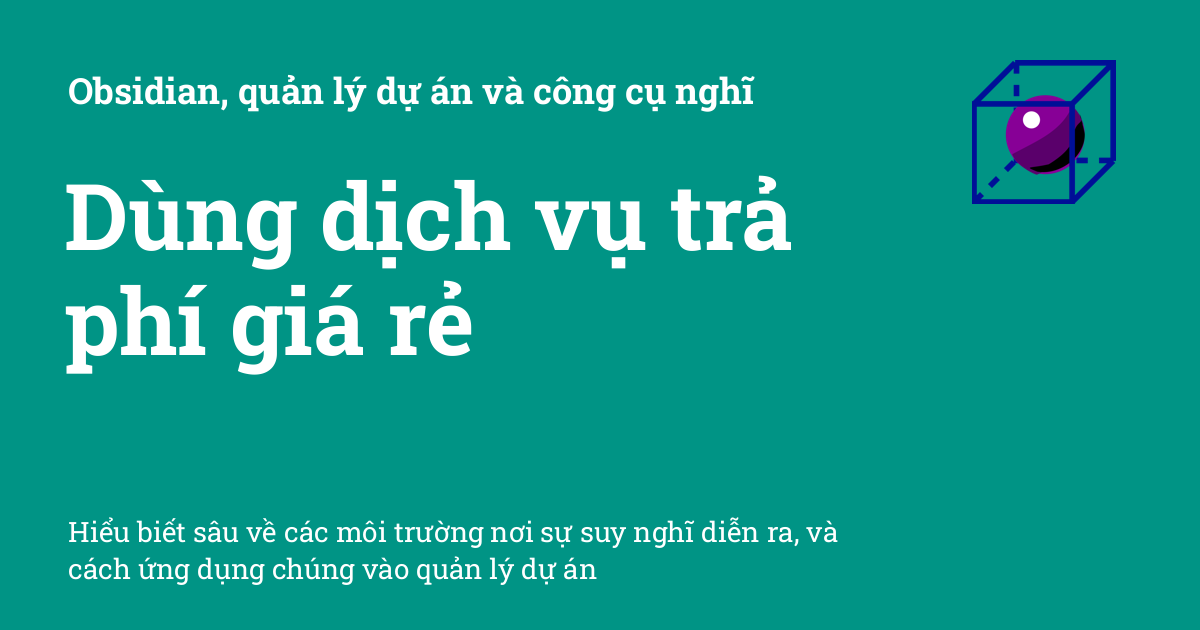 Obsidian, quản lý dự án và công cụ nghĩ
Dùng dịch vụ trả
phí giá rẻ
Hiểu biết sâu về các môi trường nơi sự suy nghĩ diễn ra, và
cách ứng dụng chúng vào quản lý dự án